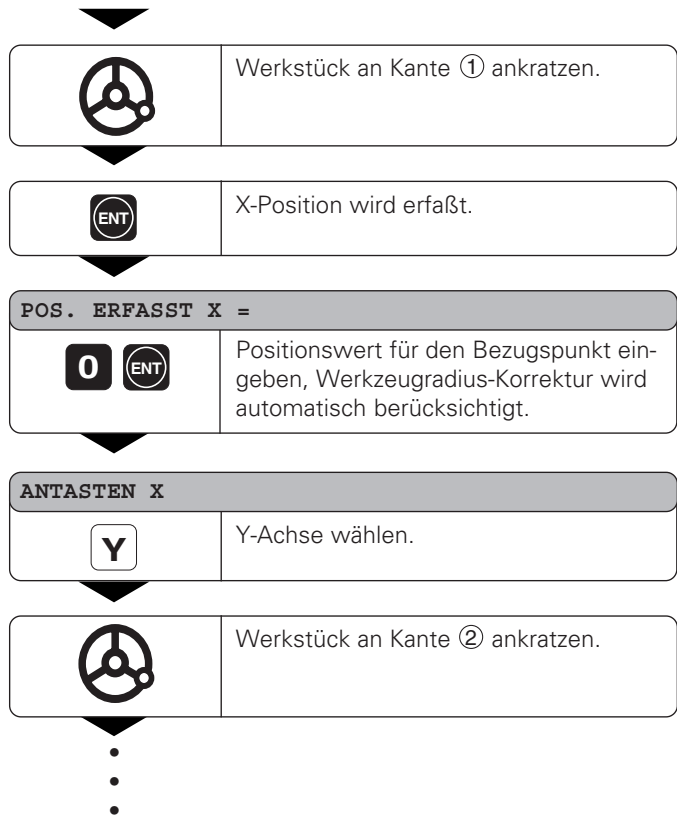 Werkstück an Kante ① ankratzen.
ENT
X-Position wird erfaßt.
POS. ERFASST X =
0 ENT
Positionswert für den Bezugspunkt ein-
geben, Werkzeugradius-Korrektur wird
automatisch berücksichtigt.
ANTASTEN X
Y
Y-Achse wählen.
Werkstück an Kante ② ankratzen.